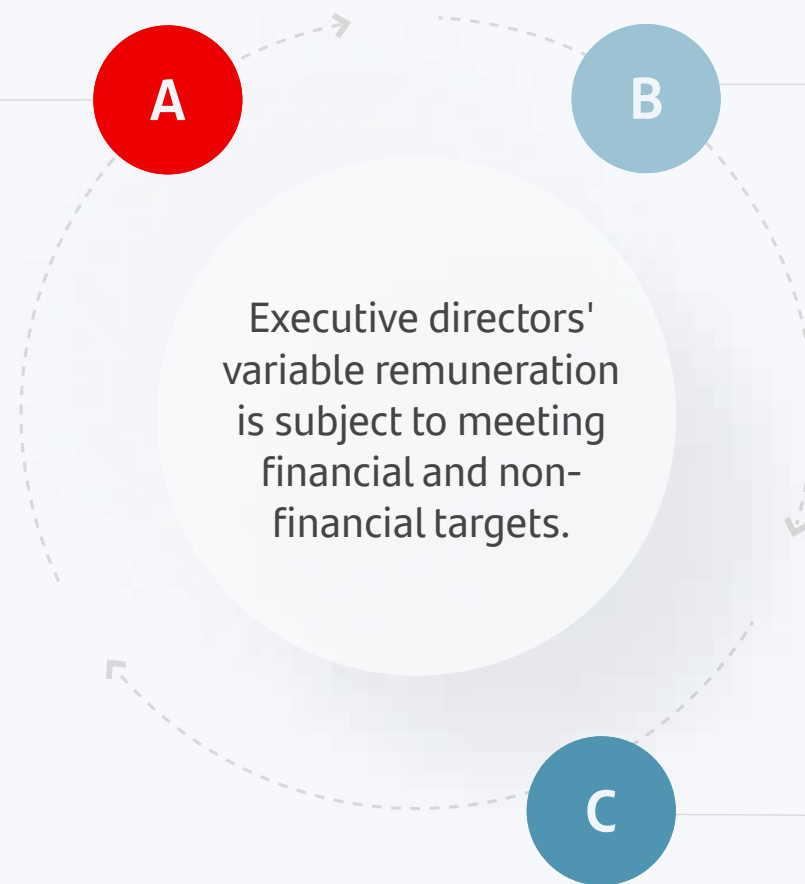 A
B
Executive directors'
variable remuneration
is subject to meeting
financial and non-
financial targets.
C